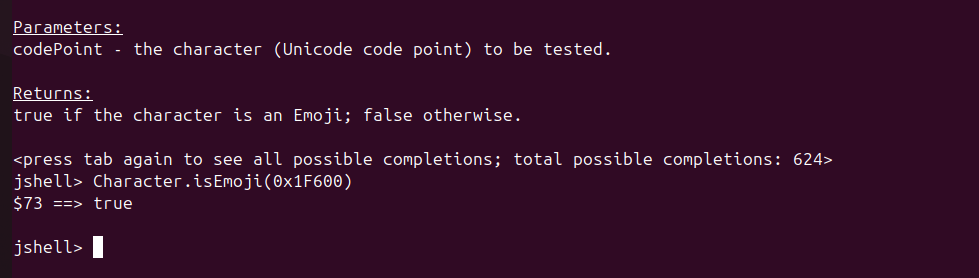 Parameters:
codePoint - the character (Unicode code point) to be tested.
Returns:
true if the character is an Emoji; false otherwise.
<press tab again to see all possible completions; total possible completions: 624>
jshell> Character.isEmoji(0x1F600)
$73 ==> true
jshell>